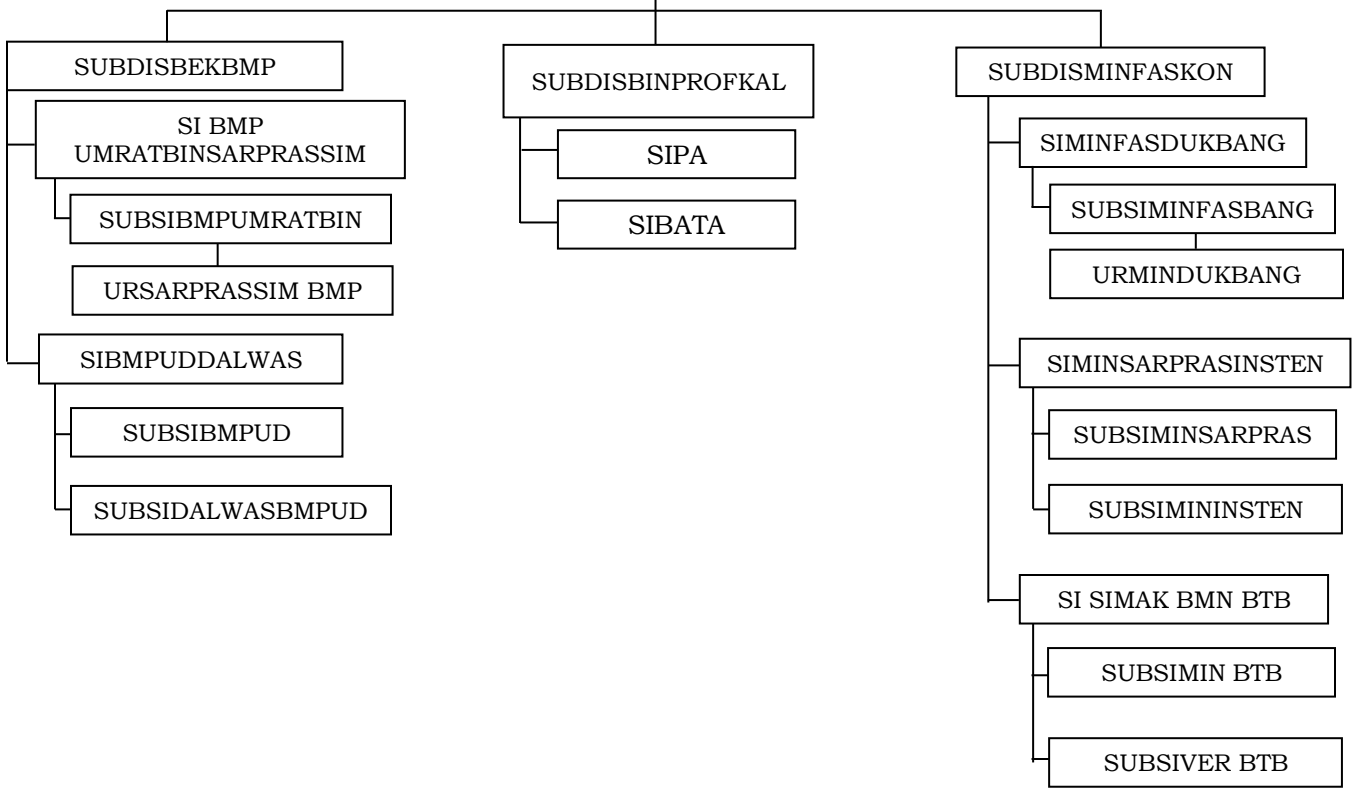 SUBDISBEKBMP
SI BMP
UMRATBINSARPRASSIM
SUBSIBMPUMRATBIN
URSARPRASSIM BMP
SIBMPUDDALWAS
SUBSIBMPUD
SUBSIDALWASBMPUD
SUBDISBINPROFKAL
SIPA
SIBATA
SUBDISMINFASKON
SIMINFASDUKBANG
SUBSIMINFASBANG
URMINDUKBANG
SIMINSARPRASINSTEN
SUBSIMINSARPRAS
SUBSIMININSTEN
SI SIMAK BMN BTB
SUBSIMIN BTB
SUBSIVER BTB